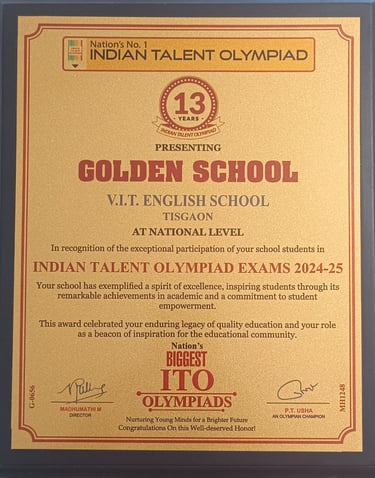 Nation's No. 1
INDIAN TALENT OLYMPIAD
13
YEARS
INDIAN TALENT OLYMPIAD
PRESENTING
GOLDEN SCHOOL
V.I.T. ENGLISH SCHOOL
TISGAON
AT NATIONAL LEVEL
In recognition of the exceptional participation of your school students in
INDIAN TALENT OLYMPIAD EXAMS 2024-25
Your school has exemplified a spirit of excellence, inspiring students through its
remarkable achievements in academic and a commitment to student
empowerment.
This award celebrated your enduring legacy of quality education and your role
as a beacon of inspiration for the educational community.
Nation's
BIGGEST
ITO
OLYMPIADS
G-0656
MADHUMATHI M
DIRECTOR
P.T. USHA
AN OLYMPIAN CHAMPION
MH1248
Nurturing Young Minds for a Brighter Future
Congratulations On this Well-deserved Honor!